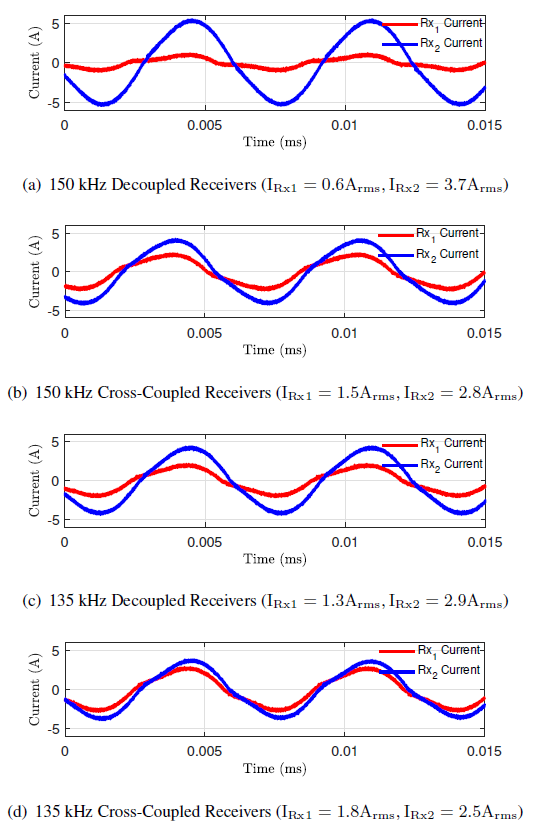 Current (A)
5
0
-5
Rx1 Current
Rx2 Current
0 0.005 0.01 0.015
Time (ms)
(a) 150 kHz Decoupled Receivers (IRx1 = 0.6Arms, IRx2 = 3.7Arms)
Current (A)
5
0
-5
Rx1 Current
Rx2 Current
0 0.005 0.01 0.015
Time (ms)
(b) 150 kHz Cross-Coupled Receivers (IRx1 = 1.5Arms, IRx2 = 2.8Arms)
Current (A)
5
0
-5
Rx1 Current
Rx2 Current
0 0.005 0.01 0.015
Time (ms)
(c) 135 kHz Decoupled Receivers (IRx1 = 1.3Arms, IRx2 = 2.9Arms)
Current (A)
5
0
-5
Rx1 Current
Rx2 Current
0 0.005 0.01 0.015
Time (ms)
(d) 135 kHz Cross-Coupled Receivers (IRx1 = 1.8Arms, IRx2 = 2.5Arms)